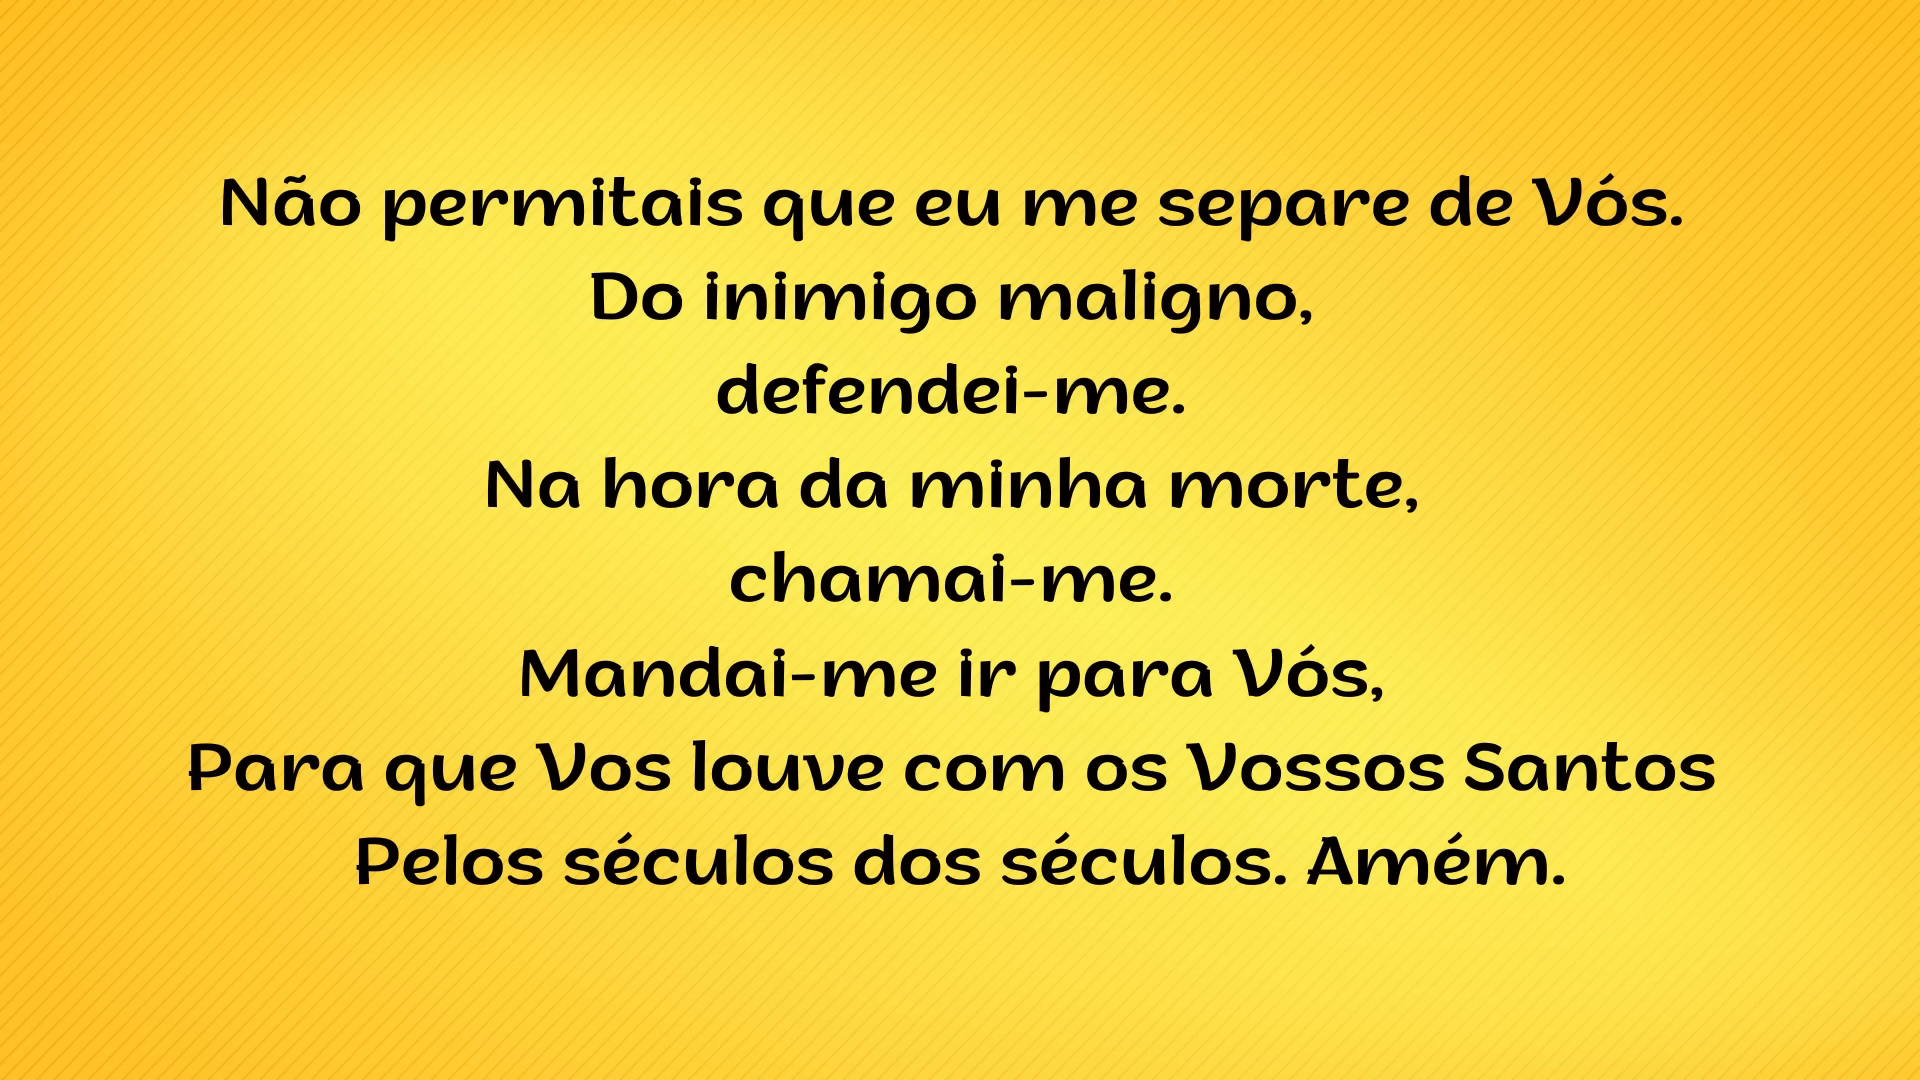 Não permitais que eu me separe de Vós.
Do inimigo maligno,
defendei-me.
Na hora da minha morte,
chamai-me.
Mandai-me ir para Vós,
Para que Vos louve com os Vossos Santos
Pelos séculos dos séculos. Amém.